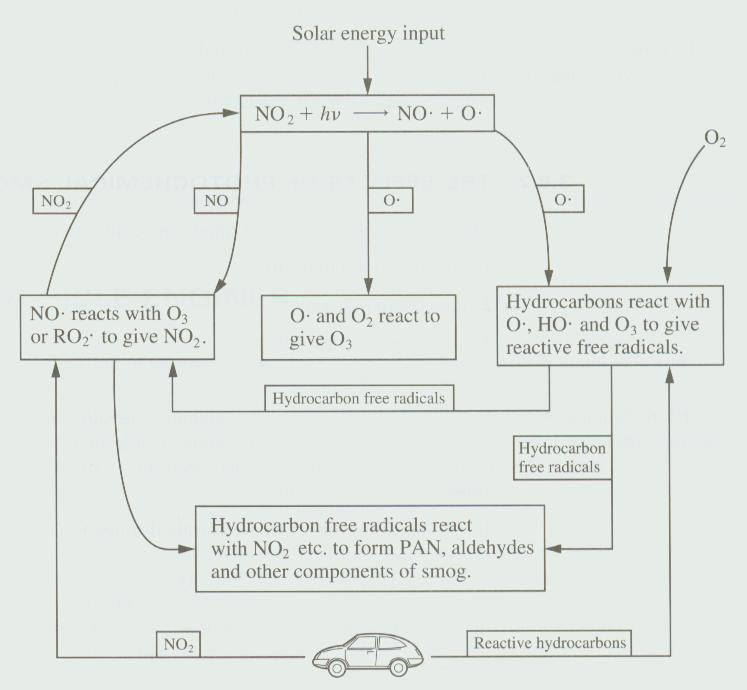 Solar energy input
NO₂ + hν ⟶ NO· + O·
O₂
NO₂
NO
O·
O·
NO· reacts with O₃
or RO₂· to give NO₂.
O· and O₂ react to
give O₃
Hydrocarbons react with
O·, HO· and O₃ to give
reactive free radicals.
Hydrocarbon free radicals
Hydrocarbon
free radicals
Hydrocarbon free radicals react
with NO₂ etc. to form PAN, aldehydes
and other components of smog.
NO₂
Reactive hydrocarbons